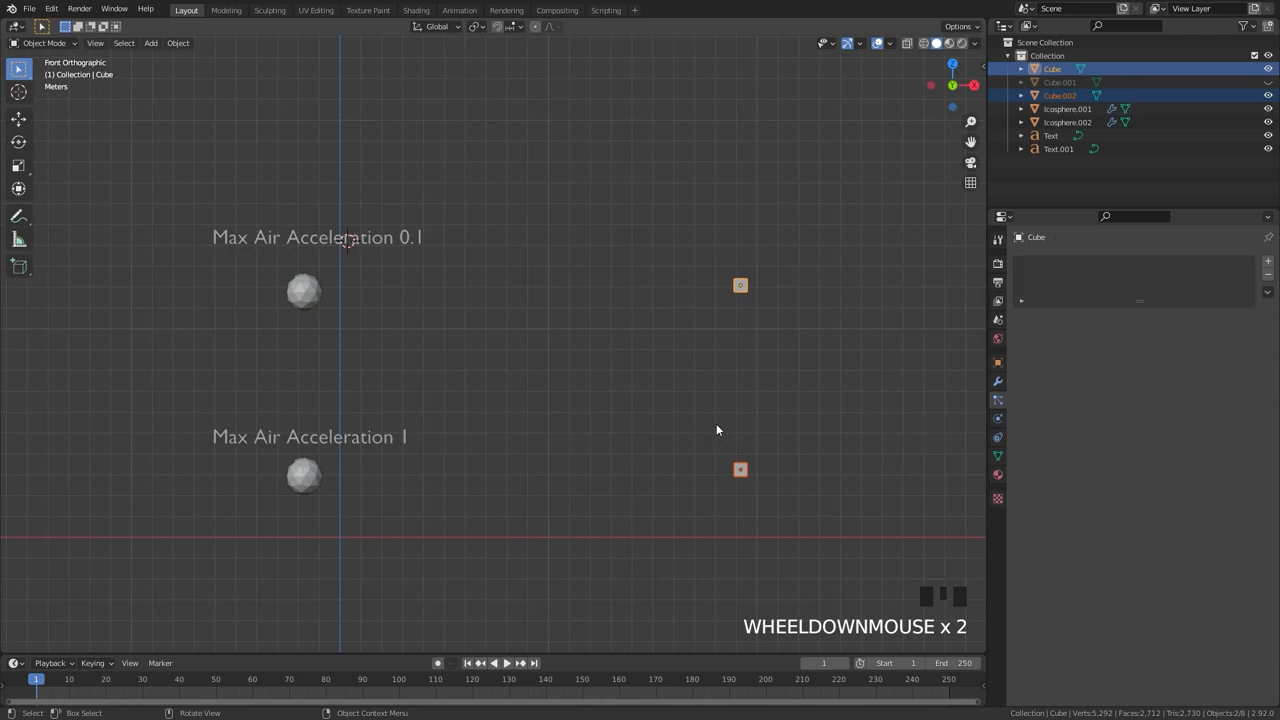 File Edit Render Window Help
Layout Modeling Sculpting UV Editing Texture Paint Shading Animation Rendering Compositing Scripting +
Scene
View Layer
Global
Options
Object Mode View Select Add Object
Front Orthographic
(1) Collection | Cube
Meters
Z
Y
X
Scene Collection
Collection
Cube
Cube.001
Cube.002
Icosphere.001
Icosphere.002
Text
Text.001
Cube
Max Air Acceleration 0.1
Max Air Acceleration 1
WHEELDOWNMOUSE x 2
Playback Keying View Marker
1 Start 1 End 250
1 10 20 30 40 50 60 70 80 90 100 110 120 130 140 150 160 170 180 190 200 210 220 230 240 250
Select Box Select Rotate View Object Context Menu
Collection | Cube | Verts:5,292 | Faces:2,712 | Tris:2,730 | Objects:2/8 | 2.92.0